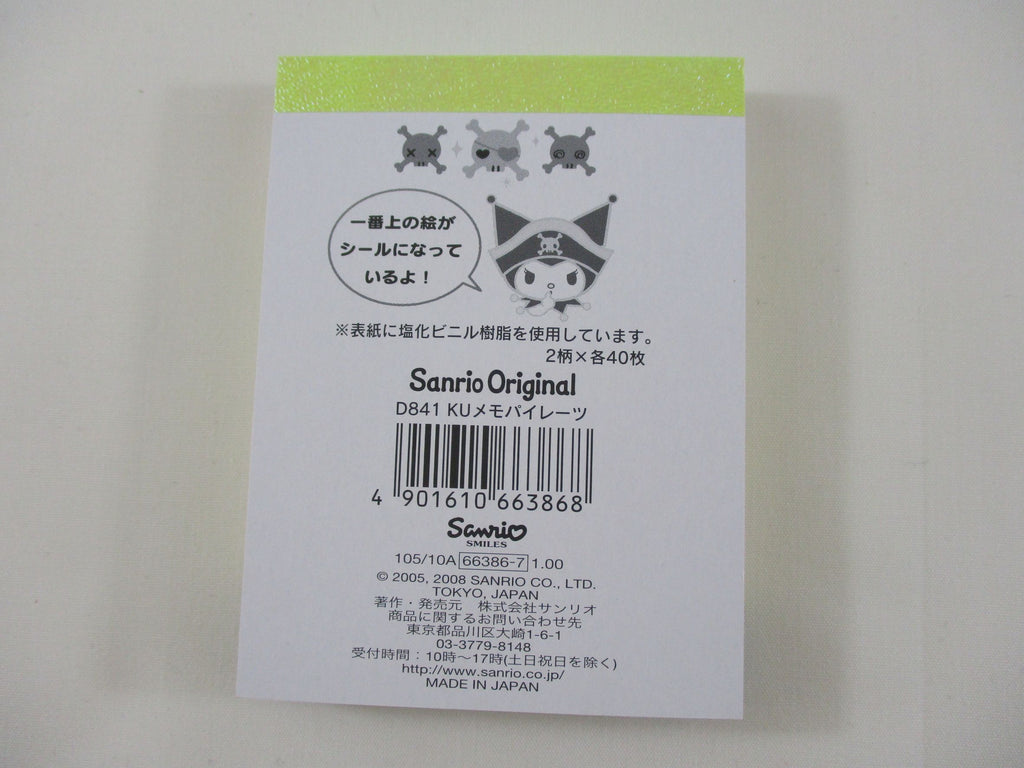 一番上の絵が
シールになって
いるよ！
※表紙に塩化ビニル樹脂を使用しています。
2柄×各40枚
Sanrio Original
D841 KUメモパイレーツ
4 901610 663868
Sanrio
SMILES
105/10A 66386-7 1.00
© 2005, 2008 SANRIO CO., LTD.
TOKYO, JAPAN
著作・発売元　株式会社サンリオ
商品に関するお問い合わせ先
東京都品川区大崎1-6-1
03-3779-8148
受付時間：10時～17時(土日祝日を除く)
http://www.sanrio.co.jp/
MADE IN JAPAN